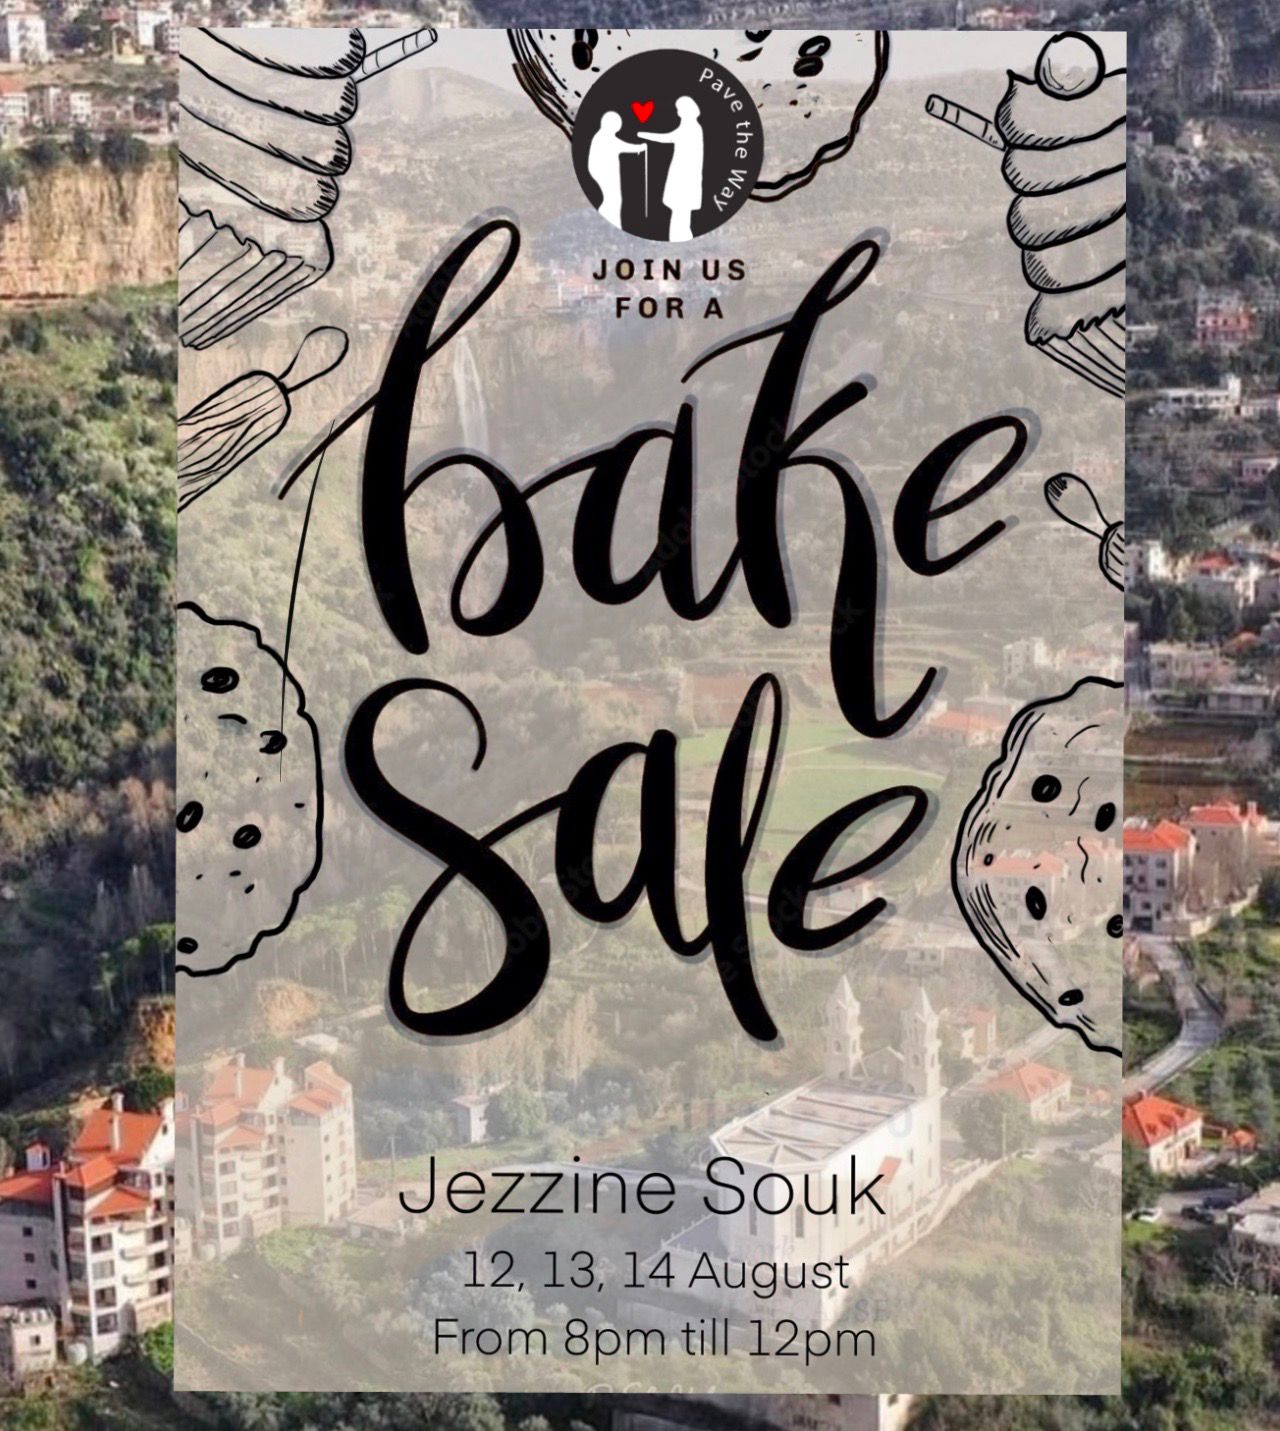 Pave the Way
JOIN US
FOR A
bake
sale
Jezzine Souk
12, 13, 14 August
From 8pm till 12pm